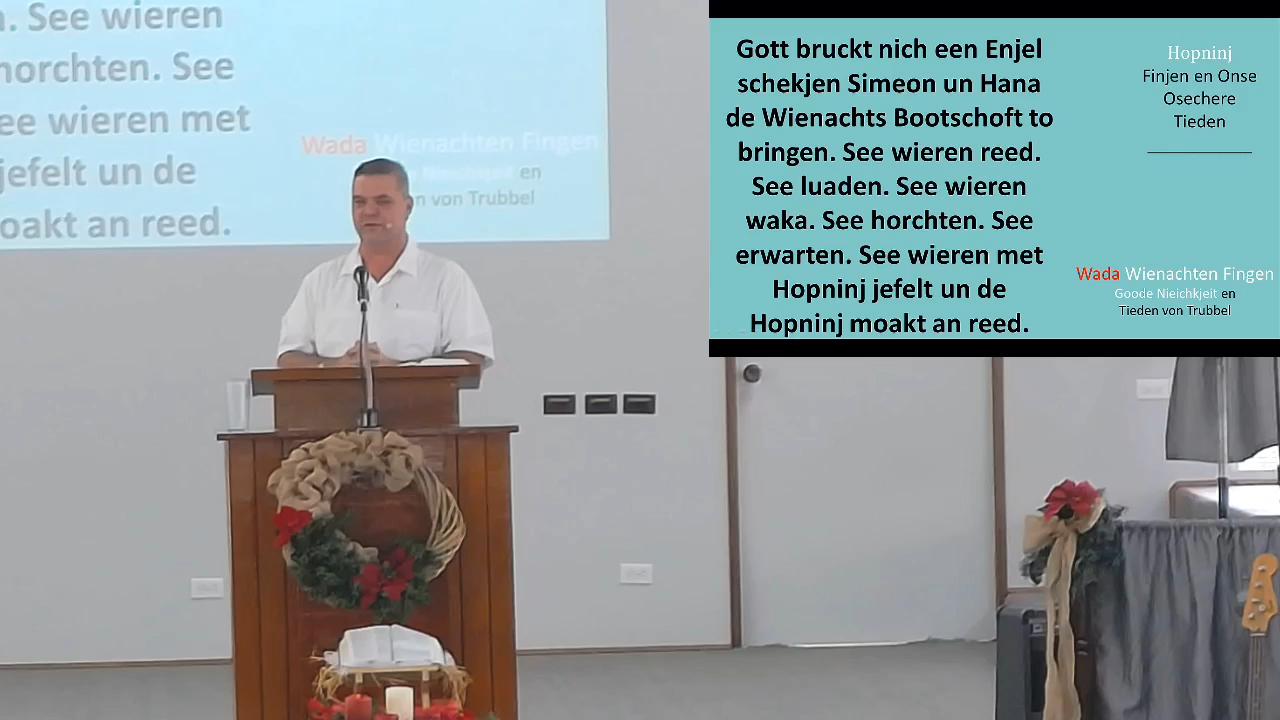 n. See wieren
horchten. See
ee wieren met
jefelt un de
oakt an reed.
Wada Wienachten Fingen
Nieichkjeit en
n von Trubbel
Gott bruckt nich een Enjel
schekjen Simeon un Hana
de Wienachts Bootschoft to
bringen. See wieren reed.
See luaden. See wieren
waka. See horchten. See
erwarten. See wieren met
Hopninj jefelt un de
Hopninj moakt an reed.
Hopninj
Finjen en Onse
Osechere
Tieden
Wada Wienachten Fingen
Goode Nieichkjeit en
Tieden von Trubbel